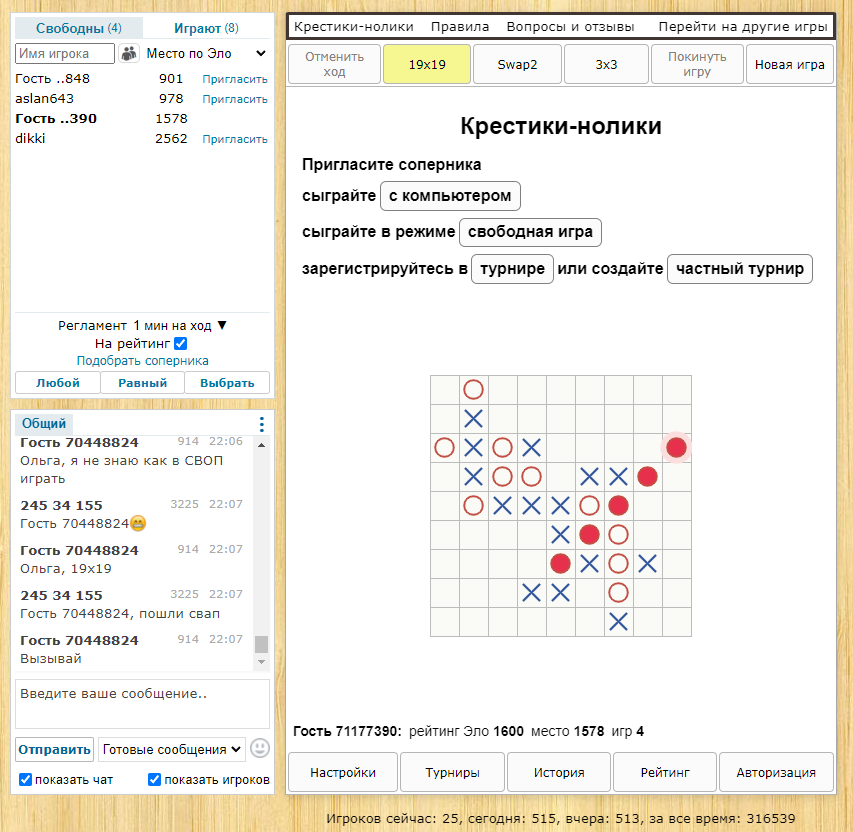 Свободны (4)
Играют (8)
Имя игрока
Место по Эло
Гость ..848 901 Пригласить
aslan643 978 Пригласить
Гость ..390 1578
dikki 2562 Пригласить
Регламент 1 мин на ход ▼
На рейтинг
Подобрать соперника
Любой
Равный
Выбрать
Общий
Гость 70448824 914 22:06
Ольга, я не знаю как в СВОП
играть
245 34 155 3225 22:07
Гость 70448824😁
Гость 70448824 914 22:07
Ольга, 19x19
245 34 155 3225 22:07
Гость 70448824, пошли свап
Гость 70448824 914 22:07
Вызывай
Введите ваше сообщение..
Отправить
Готовые сообщения
показать чат
показать игроков
Крестики-нолики
Правила
Вопросы и отзывы
Перейти на другие игры
Отменить
ход
19x19
Swap2
3x3
Покинуть
игру
Новая игра
Крестики-нолики
Пригласите соперника
сыграйте с компьютером
сыграйте в режиме свободная игра
зарегистрируйтесь в турнире или создайте частный турнир
Гость 71177390: рейтинг Эло 1600 место 1578 игр 4
Настройки
Турниры
История
Рейтинг
Авторизация
Игроков сейчас: 25, сегодня: 515, вчера: 513, за все время: 316539